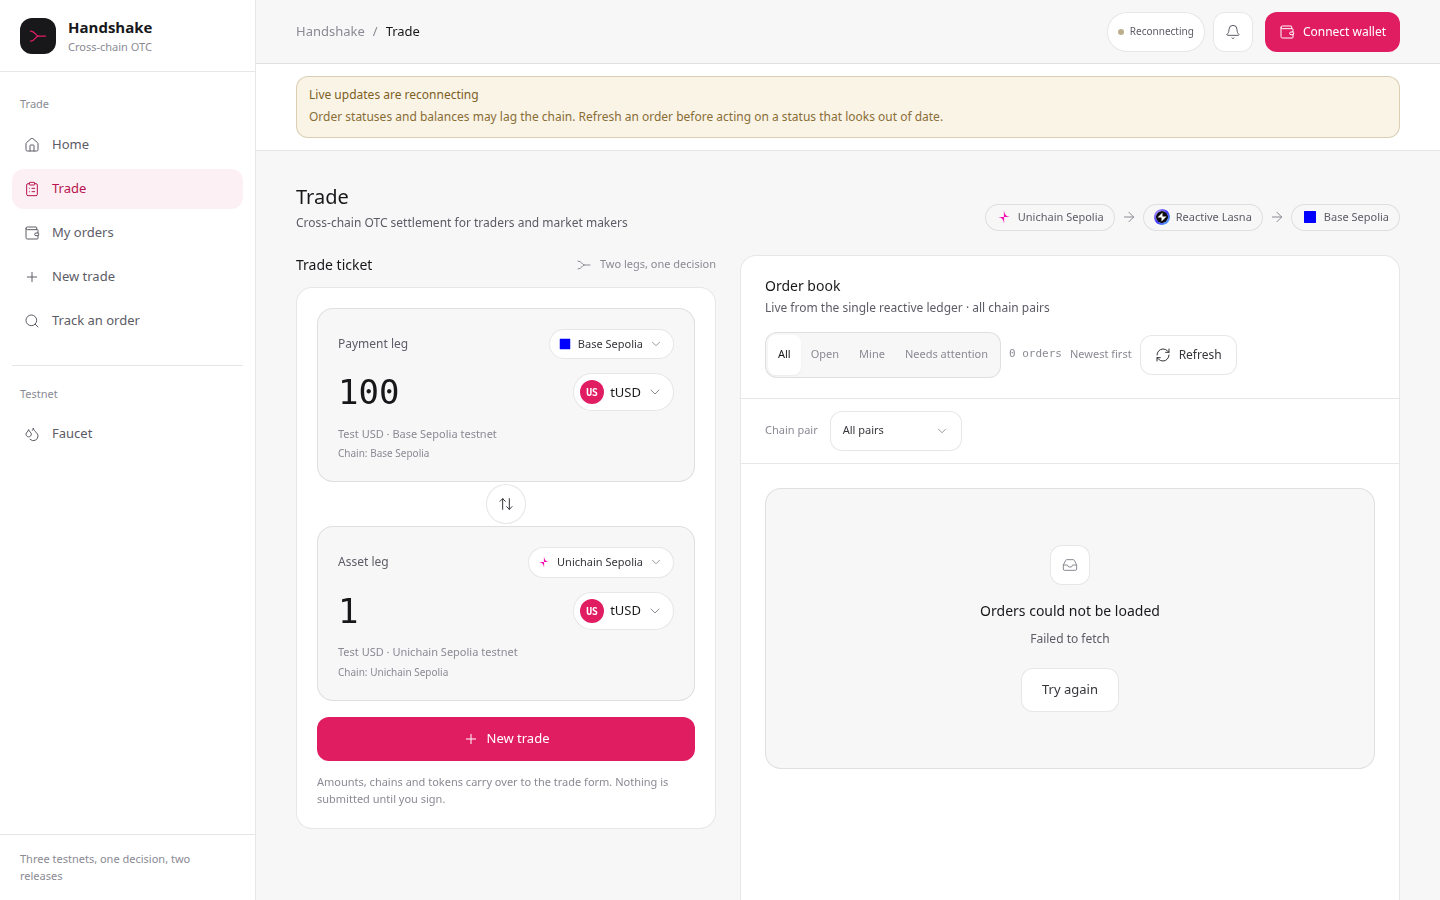 Handshake
Cross-chain OTC
Trade
Home
Trade
My orders
New trade
Track an order
Testnet
Faucet
Three testnets, one decision, two
releases
Handshake / Trade
Reconnecting
Connect wallet
Live updates are reconnecting
Order statuses and balances may lag the chain. Refresh an order before acting on a status that looks out of date.
Trade
Cross-chain OTC settlement for traders and market makers
Unichain Sepolia
Reactive Lasna
Base Sepolia
Trade ticket
Two legs, one decision
Payment leg
Base Sepolia
100
US tUSD
Test USD · Base Sepolia testnet
Chain: Base Sepolia
Asset leg
Unichain Sepolia
1
US tUSD
Test USD · Unichain Sepolia testnet
Chain: Unichain Sepolia
New trade
Amounts, chains and tokens carry over to the trade form. Nothing is
submitted until you sign.
Order book
Live from the single reactive ledger · all chain pairs
All
Open
Mine
Needs attention
0 orders
Newest first
Refresh
Chain pair
All pairs
Orders could not be loaded
Failed to fetch
Try again